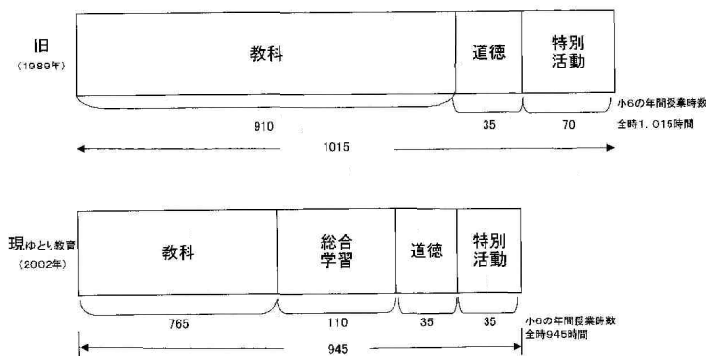 旧
(1989年)
教科
道徳
特別
活動
小6の年間授業時数
全時1,015時間
910
35
70
1015
現ゆとり教育
(2002年)
教科
総合
学習
道徳
特別
活動
小6の年間授業時数
全時945時間
765
110
35
35
945